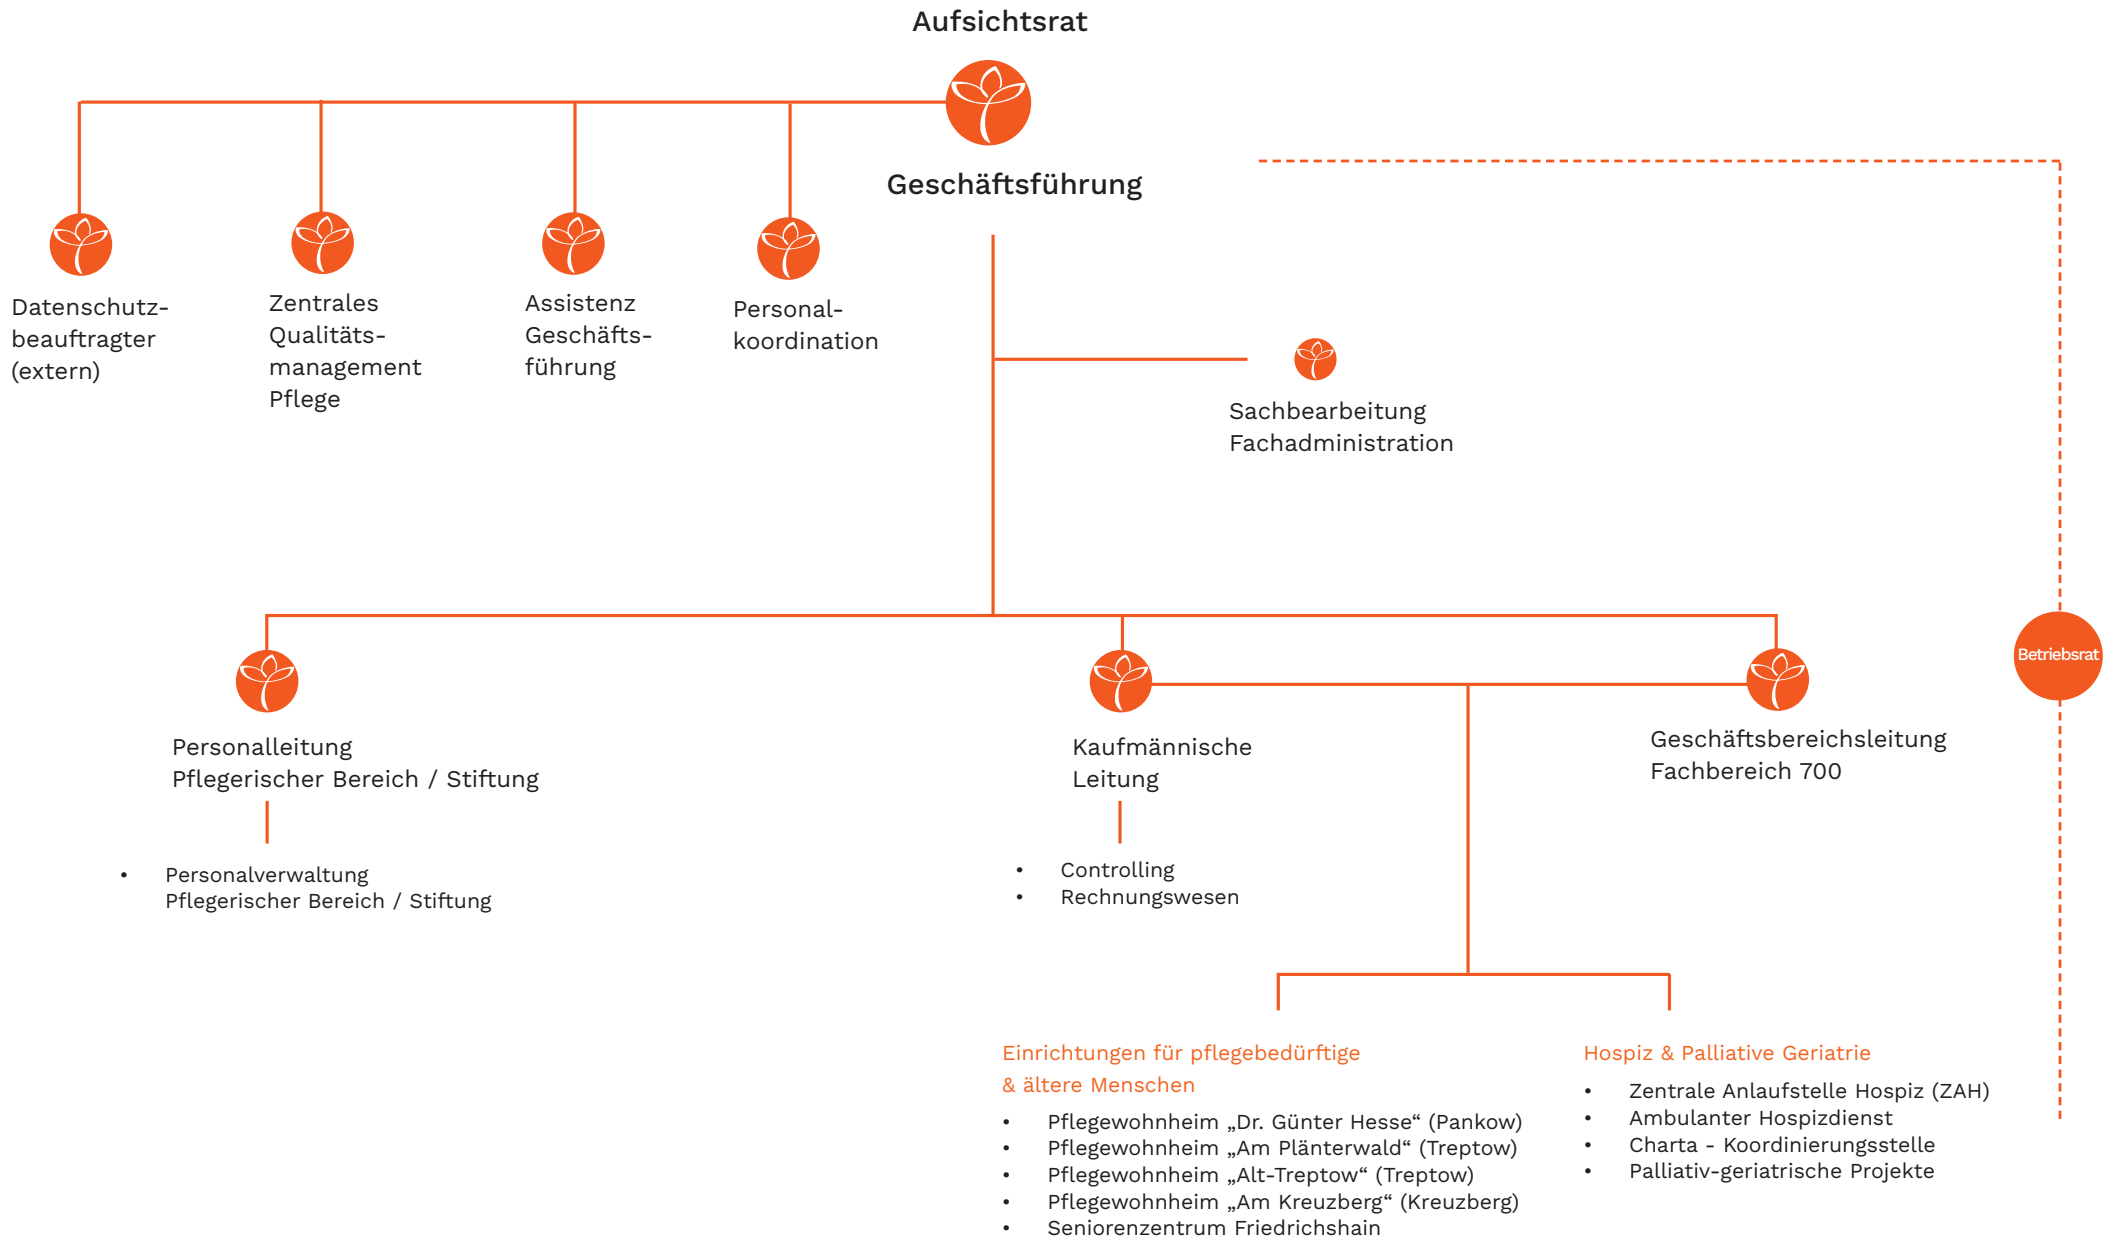 Aufsichtsrat
Geschäftsführung
Datenschutz-
beauftragter
(extern)
Zentrales
Qualitäts-
management
Pflege
Assistenz
Geschäfts-
führung
Personal-
koordination
Sachbearbeitung
Fachadministration
Betriebsrat
Personalleitung
Pflegerischer Bereich / Stiftung
• Personalverwaltung
Pflegerischer Bereich / Stiftung
Kaufmännische
Leitung
• Controlling
• Rechnungswesen
Geschäftsbereichsleitung
Fachbereich 700
Einrichtungen für pflegebedürftige
& ältere Menschen
• Pflegewohnheim „Dr. Günter Hesse“ (Pankow)
• Pflegewohnheim „Am Plänterwald“ (Treptow)
• Pflegewohnheim „Alt-Treptow“ (Treptow)
• Pflegewohnheim „Am Kreuzberg“ (Kreuzberg)
• Seniorenzentrum Friedrichshain
Hospiz & Palliative Geriatrie
• Zentrale Anlaufstelle Hospiz (ZAH)
• Ambulanter Hospizdienst
• Charta - Koordinierungsstelle
• Palliativ-geriatrische Projekte